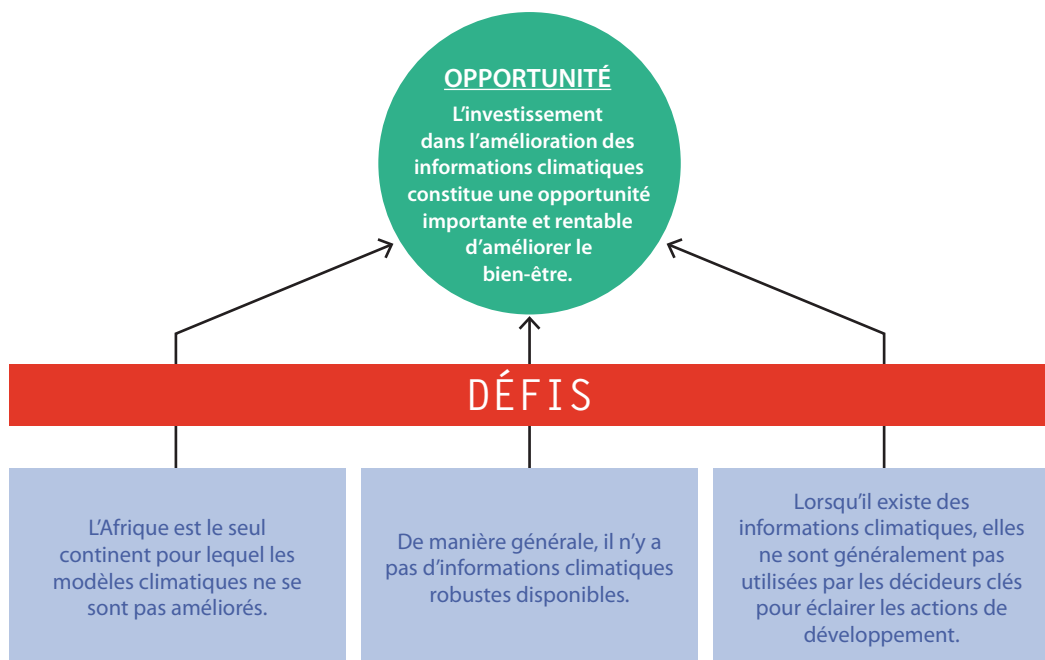 OPPORTUNITÉ
L’investissement
dans l’amélioration des
informations climatiques
constitue une opportunité
importante et rentable
d’améliorer le
bien-être.
DÉFIS
L’Afrique est le seul
continent pour lequel les
modèles climatiques ne se
sont pas améliorés.
De manière générale, il n’y a
pas d’informations climatiques
robustes disponibles.
Lorsqu’il existe des
informations climatiques, elles
ne sont généralement pas
utilisées par les décideurs clés
pour éclairer les actions de
développement.